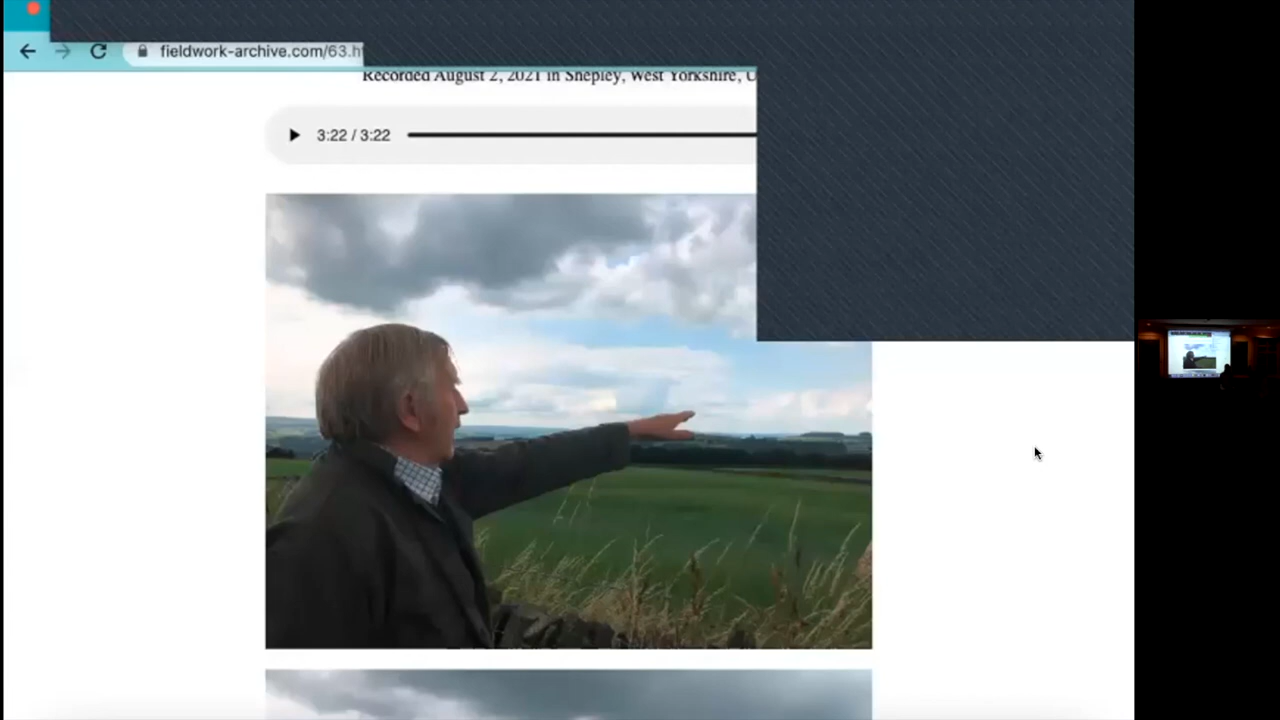 fieldwork-archive.com/63.h
Recorded August 2, 2021 in Shepley, West Yorkshire, U
3:22 / 3:22